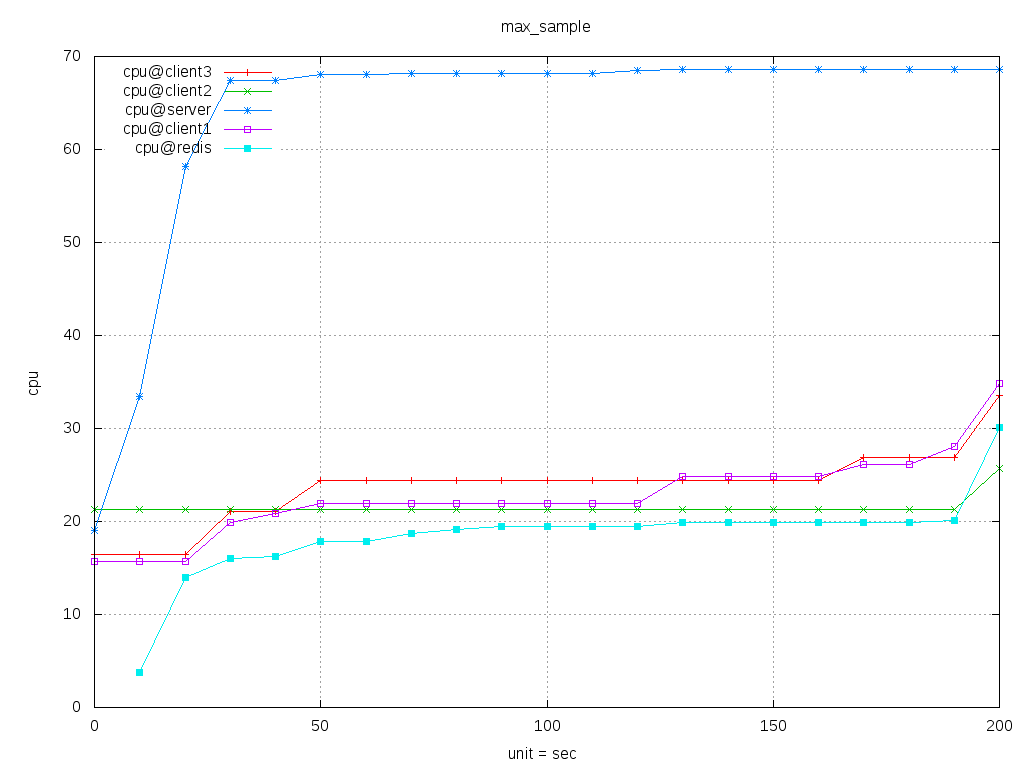 max_sample
70
60
50
40
30
20
10
0
cpu
cpu@client3
cpu@client2
cpu@server
cpu@client1
cpu@redis
0 50 100 150 200
unit = sec